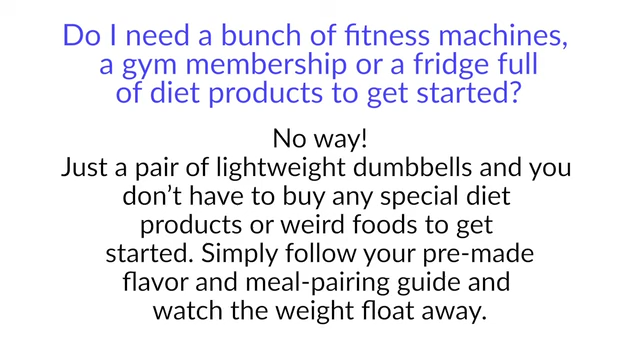 Do I need a bunch of fitness machines,
a gym membership or a fridge full
of diet products to get started?
No way!
Just a pair of lightweight dumbbells and you
don’t have to buy any special diet
products or weird foods to get
started. Simply follow your pre-made
flavor and meal-pairing guide and
watch the weight float away.